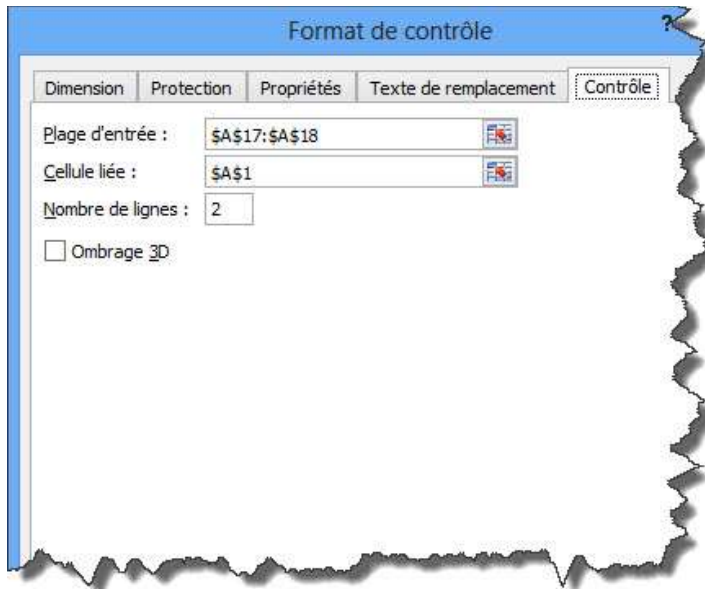 Format de contrôle
?
Dimension Protection Propriétés Texte de remplacement Contrôle
Plage d'entrée : $A$17:$A$18
Cellule liée : $A$1
Nombre de lignes : 2
Ombrage 3D